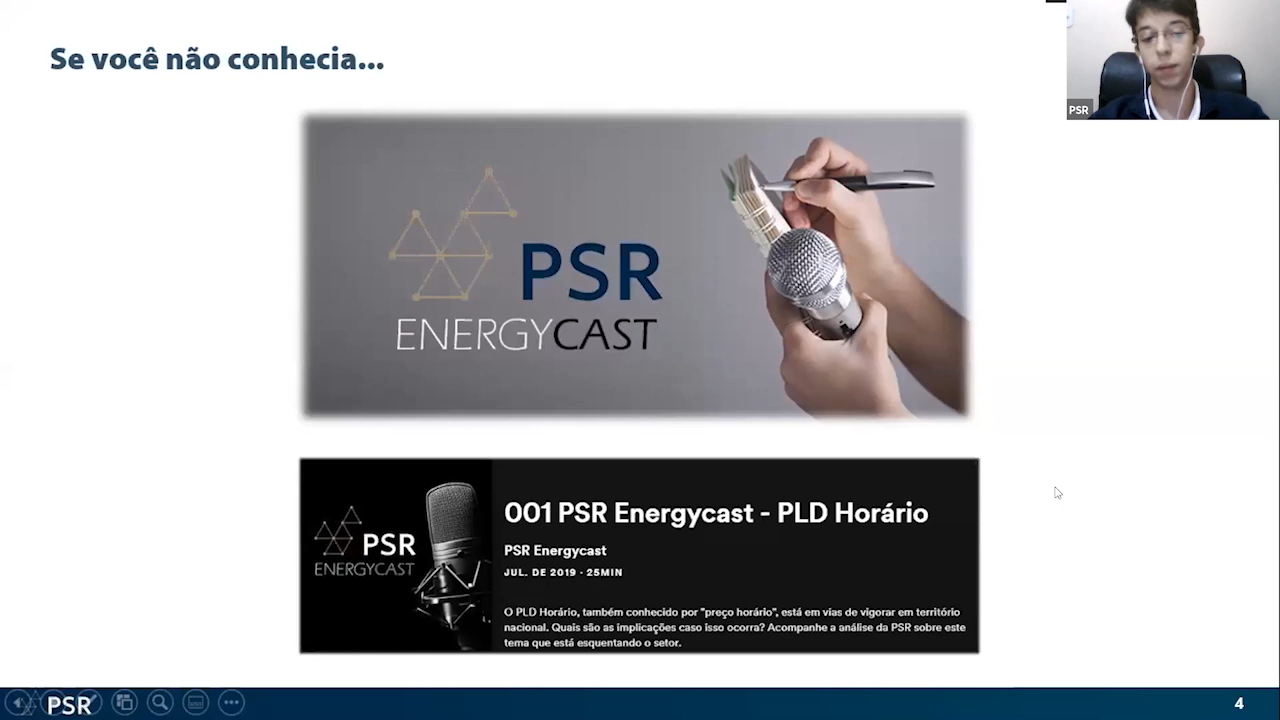 Se você não conhecia...
PSR
PSR
ENERGYCAST
PSR
ENERGYCAST
001 PSR Energycast - PLD Horário
PSR Energycast
JUL. DE 2019 · 25MIN
O PLD Horário, também conhecido por "preço horário", está em vias de vigorar em território
nacional. Quais são as implicações caso isso ocorra? Acompanhe a análise da PSR sobre este
tema que está esquentando o setor.
PSR
4